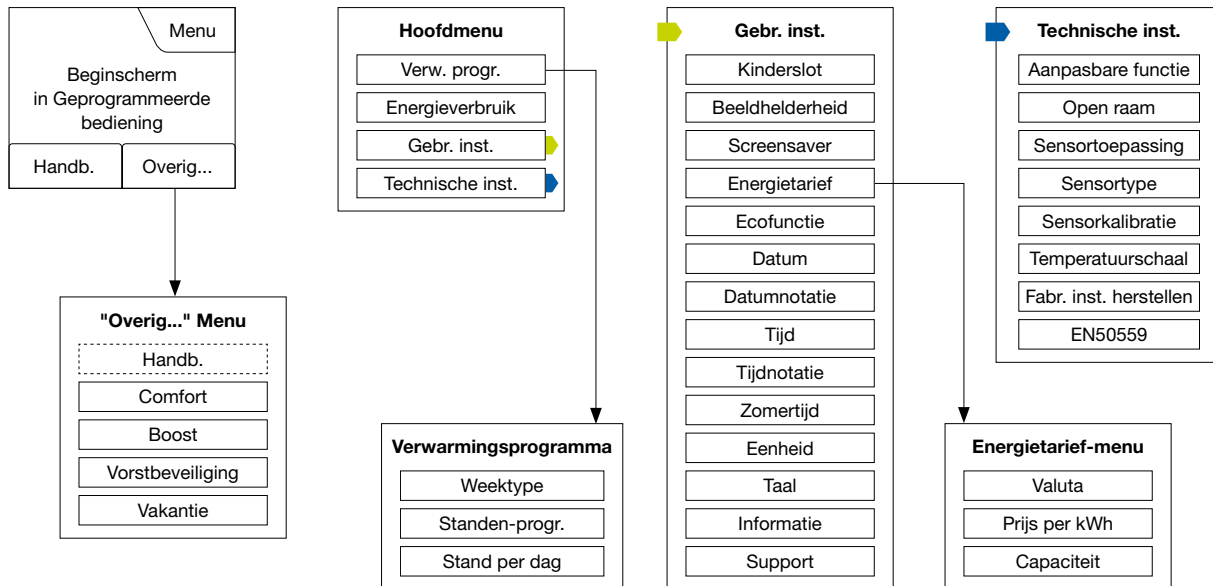 Menu
Beginscherm
in Geprogrammeerde
bediening
Handb.
Overig...
"Overig..." Menu
Handb.
Comfort
Boost
Vorstbeveiliging
Vakantie
Hoofdmenu
Verw. progr.
Energieverbruik
Gebr. inst.
Technische inst.
Verwarmingsprogramma
Weektype
Standen-progr.
Stand per dag
Gebr. inst.
Kinderslot
Beeldhelderheid
Screensaver
Energietarief
Ecofunctie
Datum
Datumnotatie
Tijd
Tijdnotatie
Zomertijd
Eenheid
Taal
Informatie
Support
Technische inst.
Aanpasbare functie
Open raam
Sensortoepassing
Sensortype
Sensorkalibratie
Temperatuurschaal
Fabr. inst. herstellen
EN50559
Energietarief-menu
Valuta
Prijs per kWh
Capaciteit